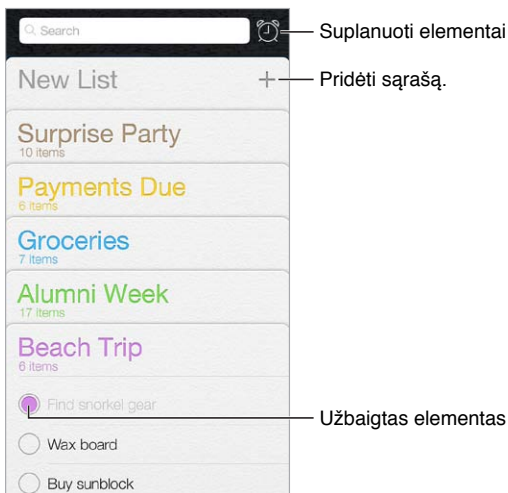 Search
Suplanuoti elementai
New List
Pridėti sąrašą.
Surprise Party
10 items
Payments Due
6 items
Groceries
7 items
Alumni Week
17 items
Beach Trip
6 items
Find snorkel gear
Užbaigtas elementas
Wax board
Buy sunblock